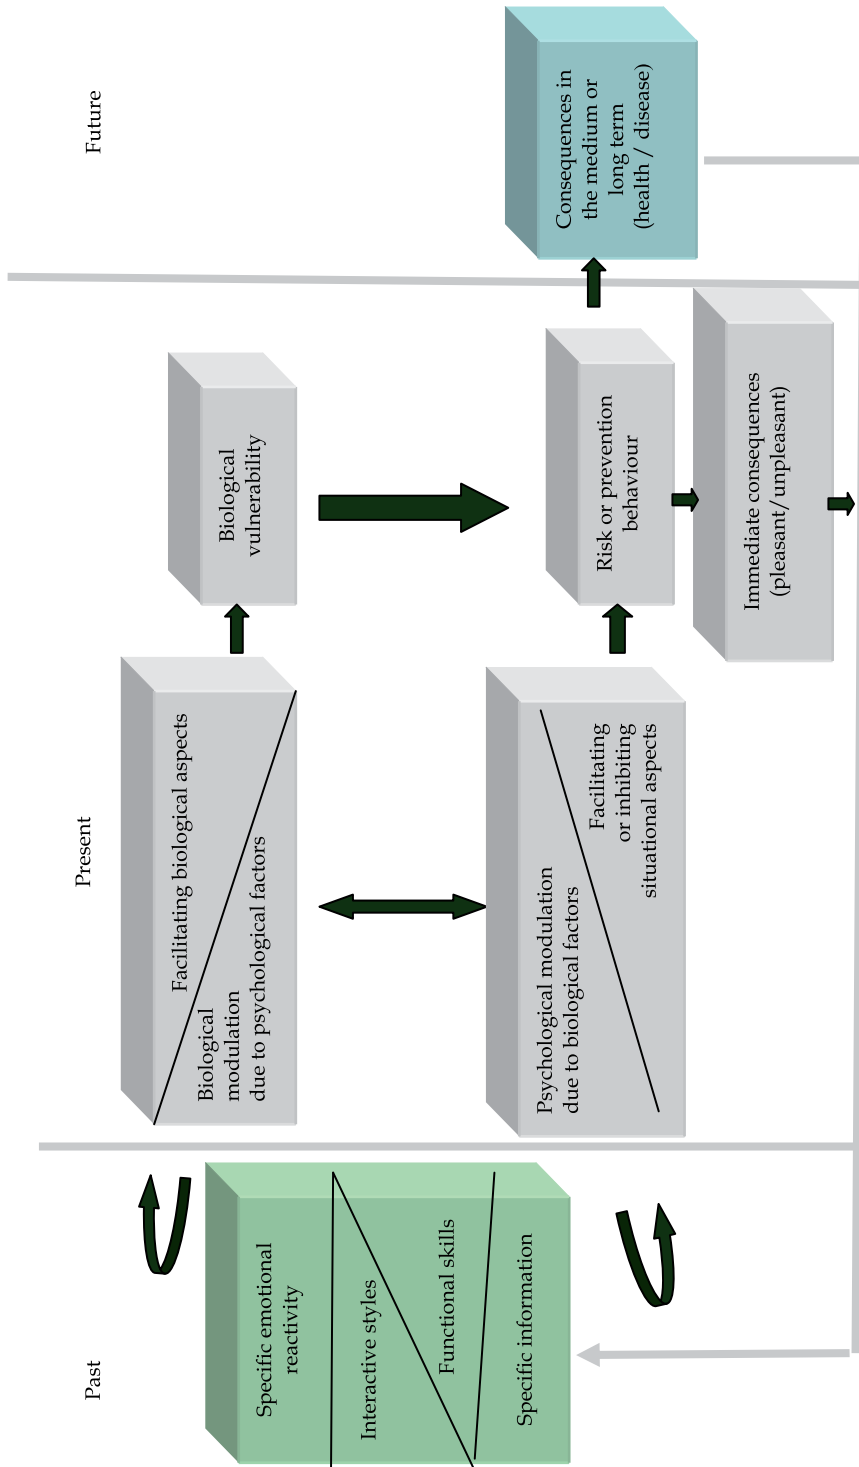 Past
Present
Future
Specific emotional
reactivity
Interactive styles
Functional skills
Specific information
Facilitating biological aspects
Biological
modulation
due to psychological factors
Biological
vulnerability
Psychological modulation
due to biological factors
Facilitating
or inhibiting
situational aspects
Risk or prevention
behaviour
Immediate consequences
(pleasant/unpleasant)
Consequences in
the medium or
long term
(health / disease)